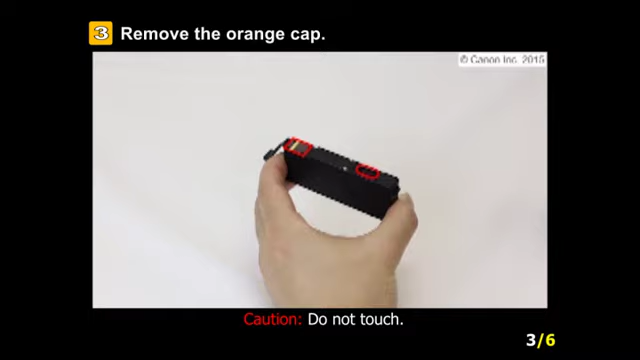 3 Remove the orange cap.
© Canon Inc. 2015
Caution: Do not touch.
3/6